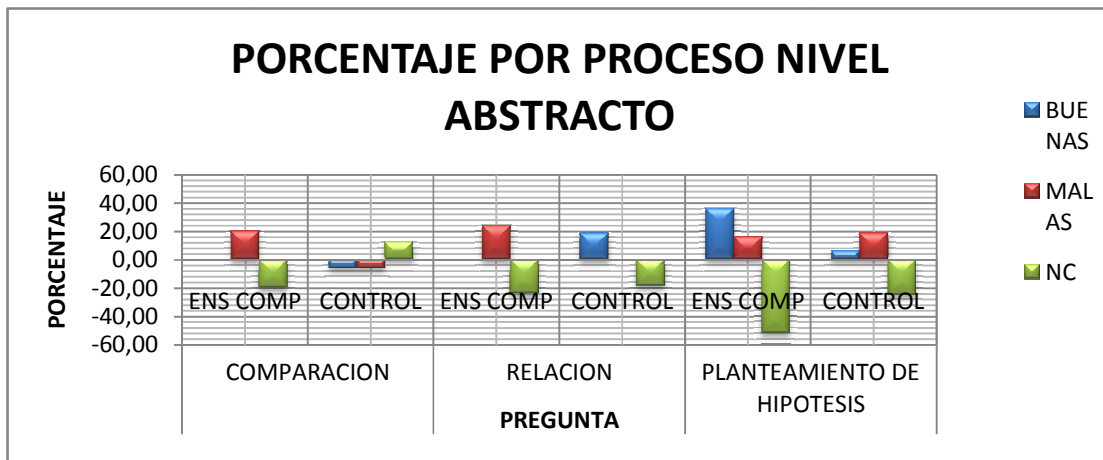 PORCENTAJE POR PROCESO NIVEL
ABSTRACTO
PORCENTAJE
60,00
40,00
20,00
0,00
-20,00
-40,00
-60,00
ENS COMP CONTROL ENS COMP CONTROL ENS COMP CONTROL
COMPARACION RELACION PLANTEAMIENTO DE
HIPOTESIS
PREGUNTA
BUE
NAS
MAL
AS
NC